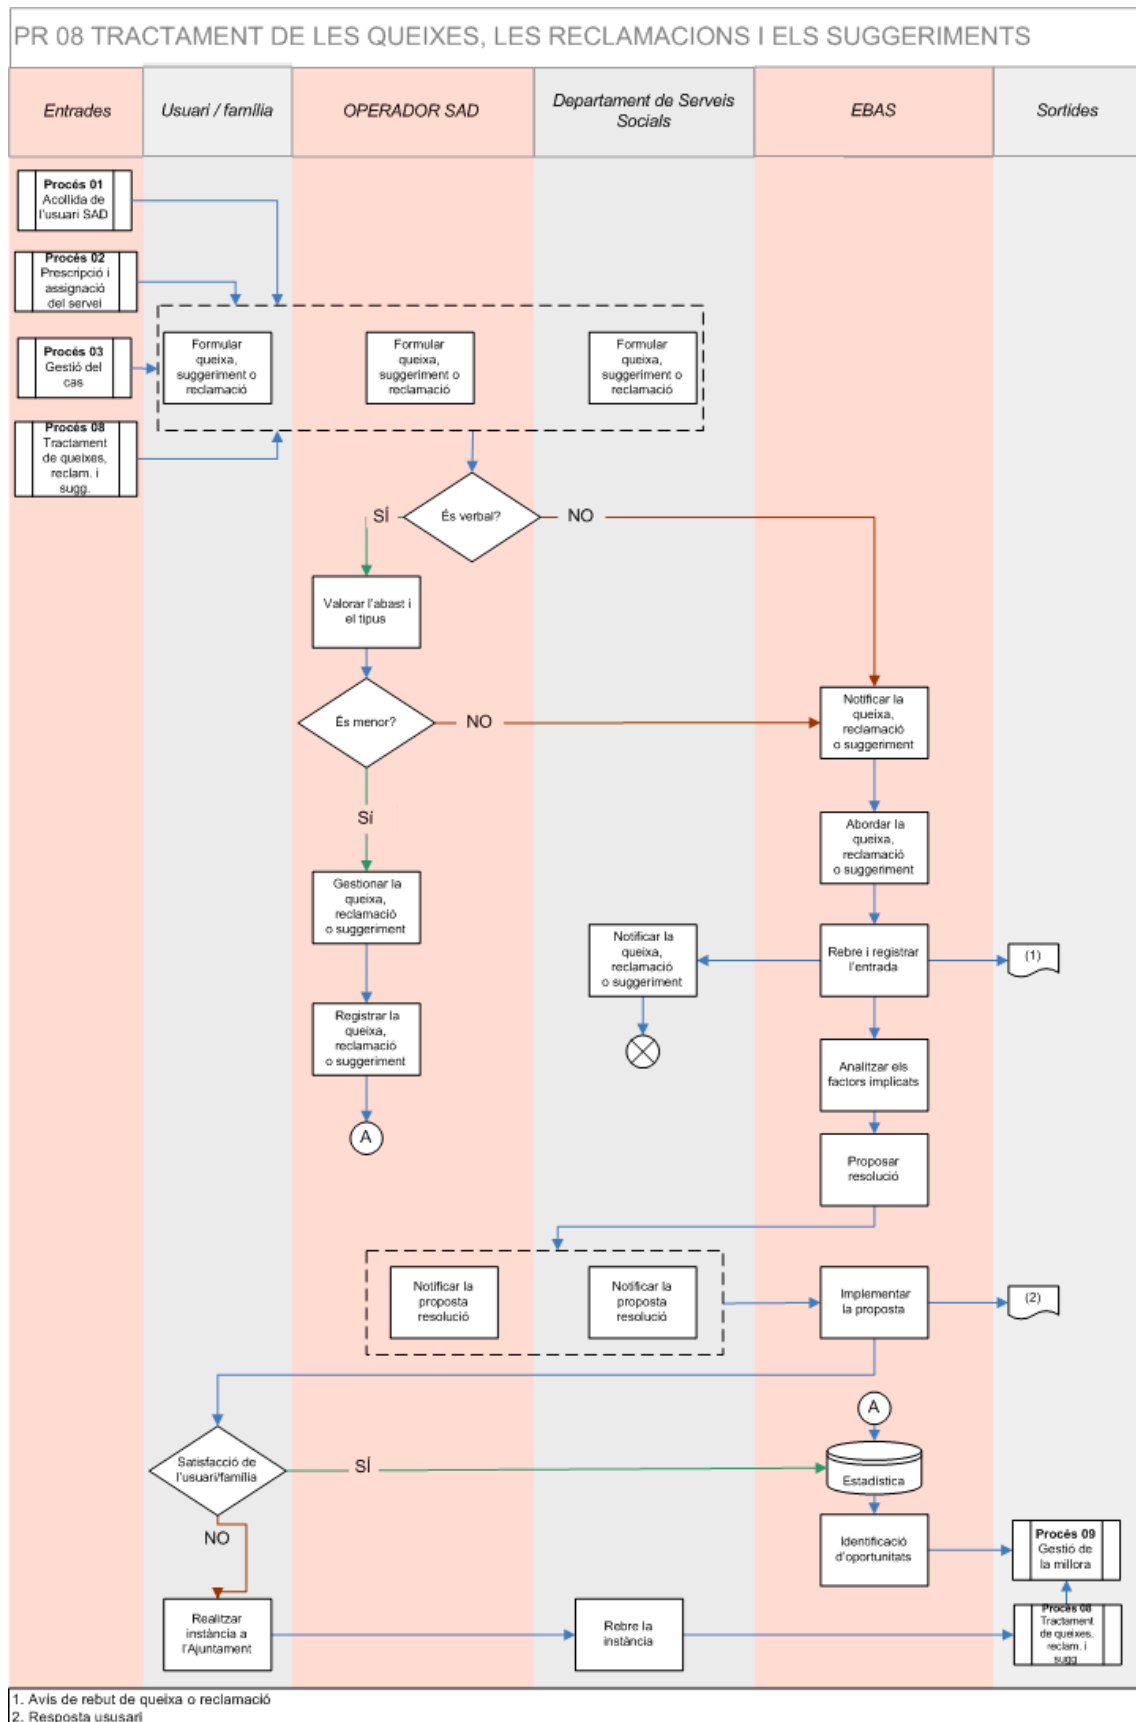 PR 08 TRACTAMENT DE LES QUEIXES, LES RECLAMACIONS I ELS SUGGERIMENTS
Entrades
Usuari / família
OPERADOR SAD
Departament de Serveis
Socials
EBAS
Sortides
Procés 01
Acollida de
l'usuari SAD
Procés 02
Prescripció i
assignació
del servei
Procés 03
Gestió del
cas
Procés 08
Tractament
de queixes,
reclam. i
sugg.
Formular
queixa,
suggeriment o
reclamació
Formular
queixa,
suggeriment o
reclamació
Formular
queixa,
suggeriment o
reclamació
És verbal?
SÍ
NO
Valorar l'abast i
el tipus
És menor?
NO
Sí
Notificar la
queixa,
reclamació
o suggeriment
Abordar la
queixa,
reclamació
o suggeriment
Gestionar la
queixa,
reclamació
o suggeriment
Notificar la
queixa,
reclamació
o suggeriment
Rebre i registrar
l'entrada
(1)
Registrar la
queixa,
reclamació
o suggeriment
Analitzar els
factors implicats
A
Proposar
resolució
Notificar la
proposta
resolució
Notificar la
proposta
resolució
Implementar
la proposta
(2)
A
Satisfacció de
l'usuari/família
SÍ
Estadística
NO
Identificació
d'oportunitats
Procés 09
Gestió de
la millora
Realitzar
instància a
l'Ajuntament
Rebre la
instància
Procés 08
Tractament
de queixes,
reclam. i
sugg
1. Avís de rebut de queixa o reclamació
2. Resposta ususari